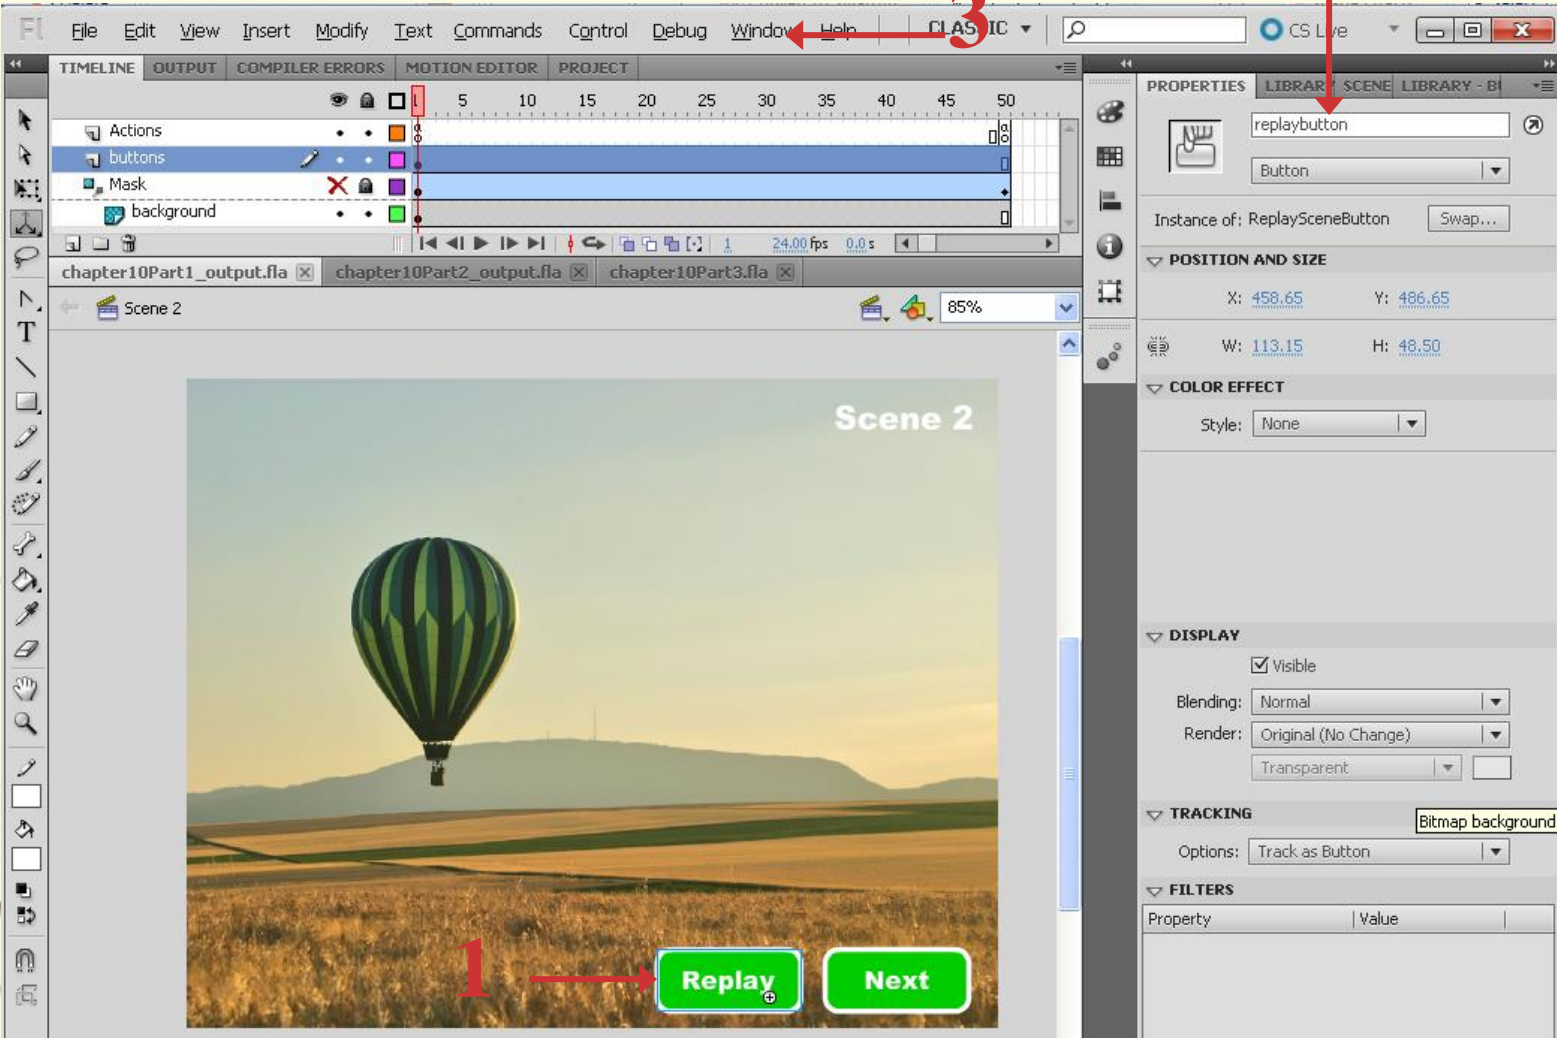 Fl File Edit View Insert Modify Text Commands Control Debug Window Help CLASSIC CS Live
3
TIMELINE OUTPUT COMPILER ERRORS MOTION EDITOR PROJECT
1 5 10 15 20 25 30 35 40 45 50
Actions
buttons
Mask
background
1 24.00 fps 0.0 s
chapter10Part1_output.fla chapter10Part2_output.fla chapter10Part3.fla
Scene 2
85%
Scene 2
1
Replay
Next
PROPERTIES LIBRARY SCENE LIBRARY - BU
replaybutton
Button
Instance of: ReplaySceneButton Swap...
POSITION AND SIZE
X: 458.65 Y: 486.65
W: 113.15 H: 48.50
COLOR EFFECT
Style: None
DISPLAY
Visible
Blending: Normal
Render: Original (No Change)
Transparent
TRACKING
Bitmap background
Options: Track as Button
FILTERS
Property Value